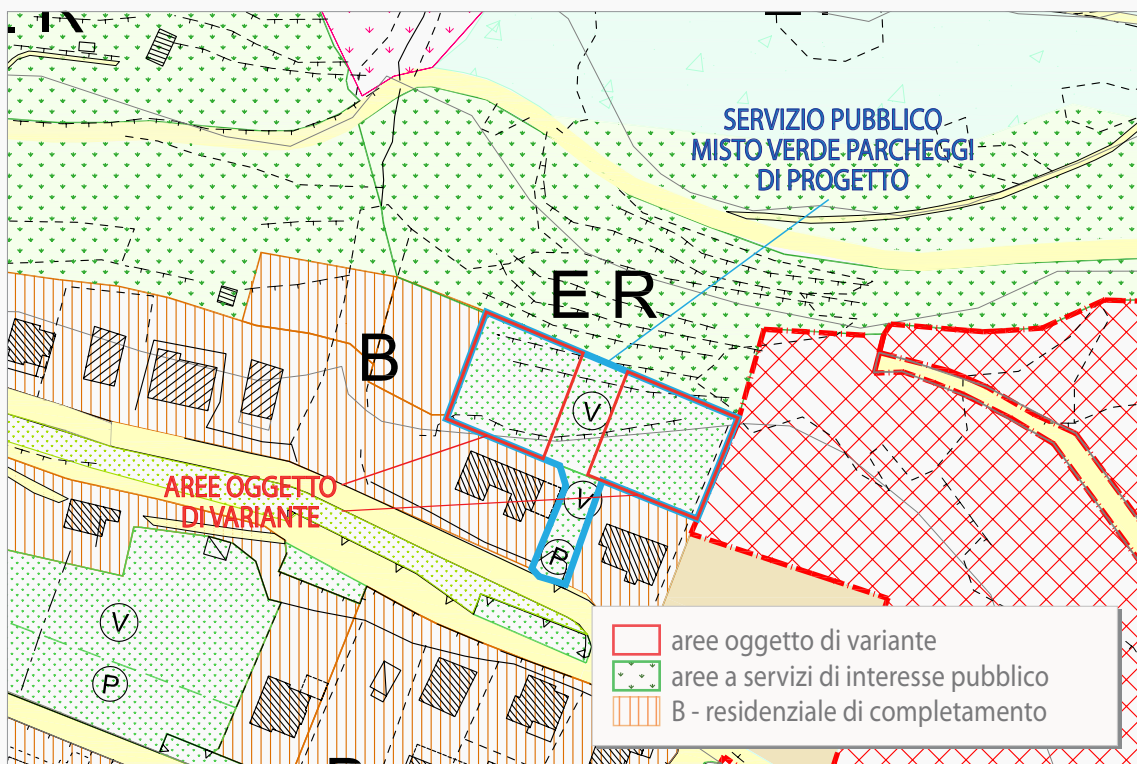 E R
SERVIZIO PUBBLICO
MISTO VERDE PARCHEGGI
DI PROGETTO
E R
B
V
AREE OGGETTO
DI VARIANTE
V
P
V
P
aree oggetto di variante
aree a servizi di interesse pubblico
B - residenziale di completamento